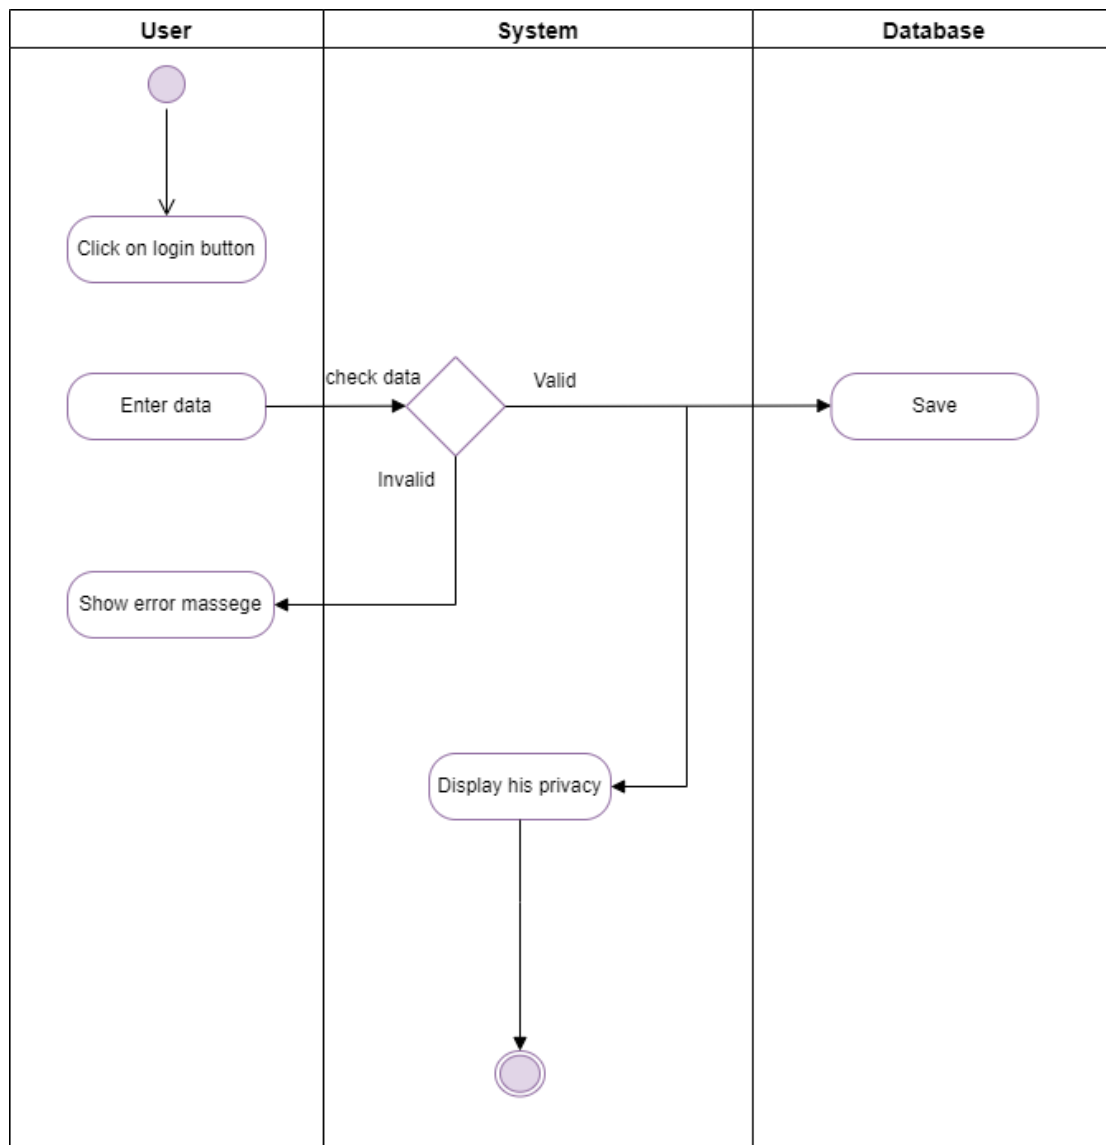 User
System
Database
Click on login button
Enter data
check data
Valid
Save
Invalid
Show error massege
Display his privacy